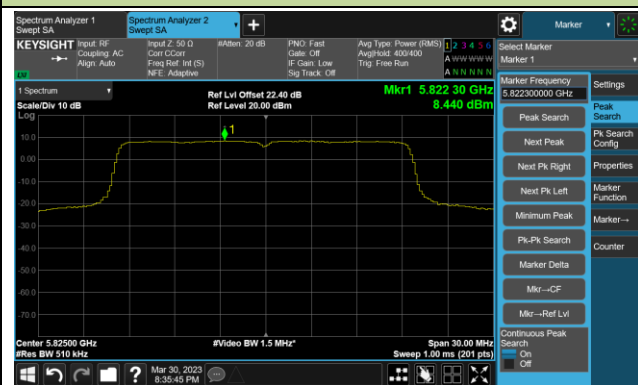 Spectrum Analyzer 1
Swept SA
Spectrum Analyzer 2
Swept SA
+
Marker
KEYSIGHT
Input: RF
Coupling: AC
Align: Auto
Input Z: 50 Ω
Corr CCorr
Freq Ref: Int (S)
NFE: Adaptive
#Atten: 20 dB
PNO: Fast
Gate: Off
IF Gain: Low
Sig Track: Off
Avg Type: Power (RMS)
Avg|Hold: 400/400
Trig: Free Run
1 2 3 4 5 6
A W W W W W
A N N N N N
Select Marker
Marker 1
LXI
1 Spectrum
Scale/Div 10 dB
Log
Ref Lvl Offset 22.40 dB
Ref Level 20.00 dBm
Mkr1 5.822 30 GHz
8.440 dBm
1
10.0
0.00
-10.0
-20.0
-30.0
-40.0
-50.0
-60.0
-70.0
Center 5.82500 GHz
#Res BW 510 kHz
#Video BW 1.5 MHz*
Span 30.00 MHz
Sweep 1.00 ms (201 pts)
Marker Frequency
5.822300000 GHz
Peak Search
Next Peak
Next Pk Right
Next Pk Left
Minimum Peak
Pk-Pk Search
Marker Delta
Mkr→CF
Mkr→Ref Lvl
Continuous Peak
Search
On
Off
Settings
Peak
Search
Pk Search
Config
Properties
Marker
Function
Marker→
Counter
?
Mar 30, 2023
8:35:45 PM